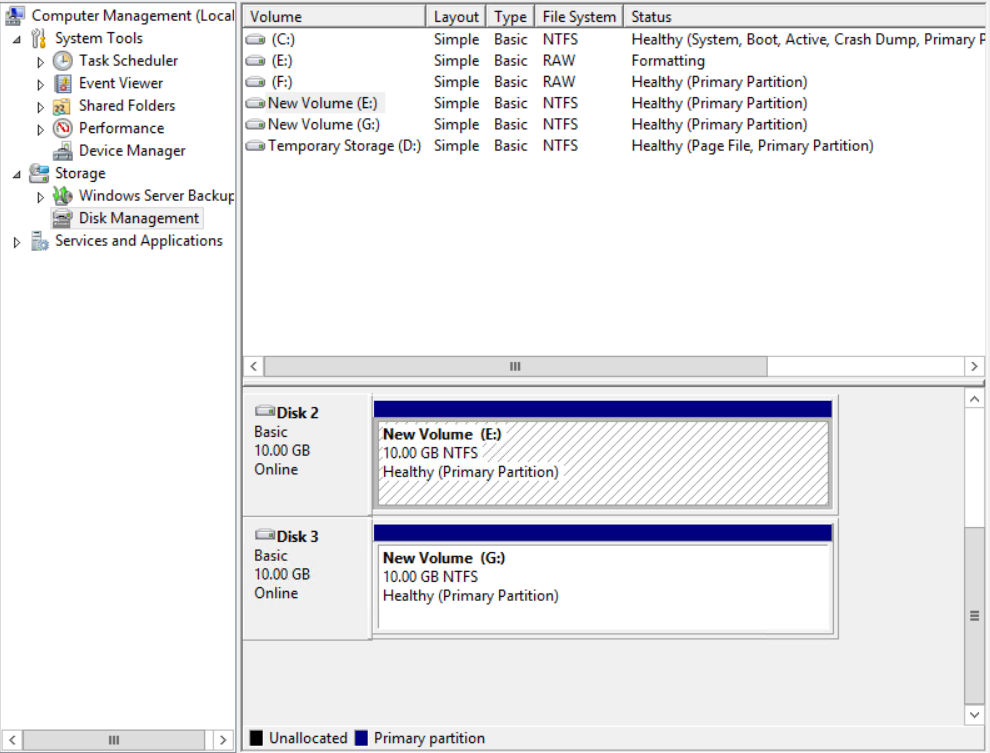 Computer Management (Local
System Tools
Task Scheduler
Event Viewer
Shared Folders
Performance
Device Manager
Storage
Windows Server Backup
Disk Management
Services and Applications
Volume Layout Type File System Status
(C:) Simple Basic NTFS Healthy (System, Boot, Active, Crash Dump, Primary P
(E:) Simple Basic RAW Formatting
(F:) Simple Basic RAW Healthy (Primary Partition)
New Volume (E:) Simple Basic NTFS Healthy (Primary Partition)
New Volume (G:) Simple Basic NTFS Healthy (Primary Partition)
Temporary Storage (D:) Simple Basic NTFS Healthy (Page File, Primary Partition)
Disk 2
Basic
10.00 GB
Online
New Volume (E:)
10.00 GB NTFS
Healthy (Primary Partition)
Disk 3
Basic
10.00 GB
Online
New Volume (G:)
10.00 GB NTFS
Healthy (Primary Partition)
Unallocated Primary partition